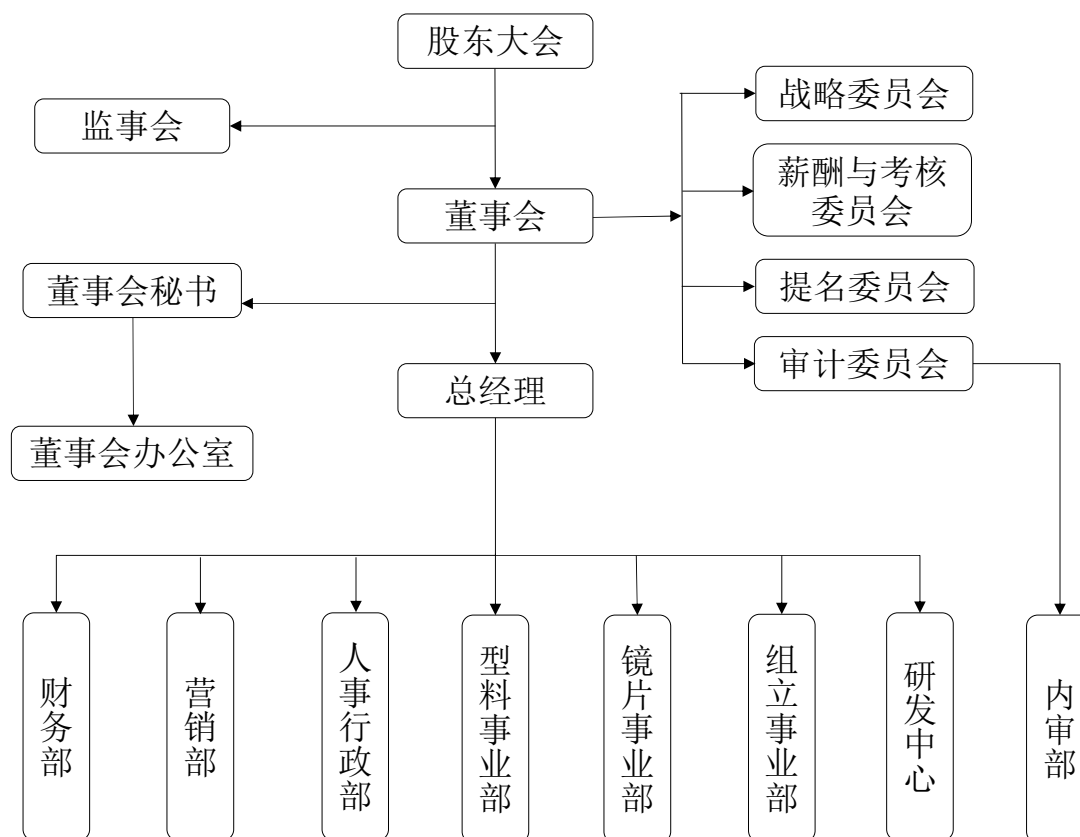 股东大会
战略委员会
监事会
薪酬与考核
委员会
董事会
提名委员会
董事会秘书
审计委员会
总经理
董事会办公室
财务部
营销部
人事行政部
型料事业部
镜片事业部
组立事业部
研发中心
内审部